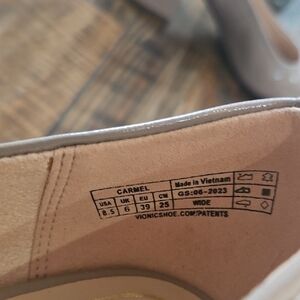 CARMEL
Made in Vietnam
USA UK EU CM
GS:06-2023
8.5 6 39 25
WIDE
VIONICSHOE.COM/PATENTS